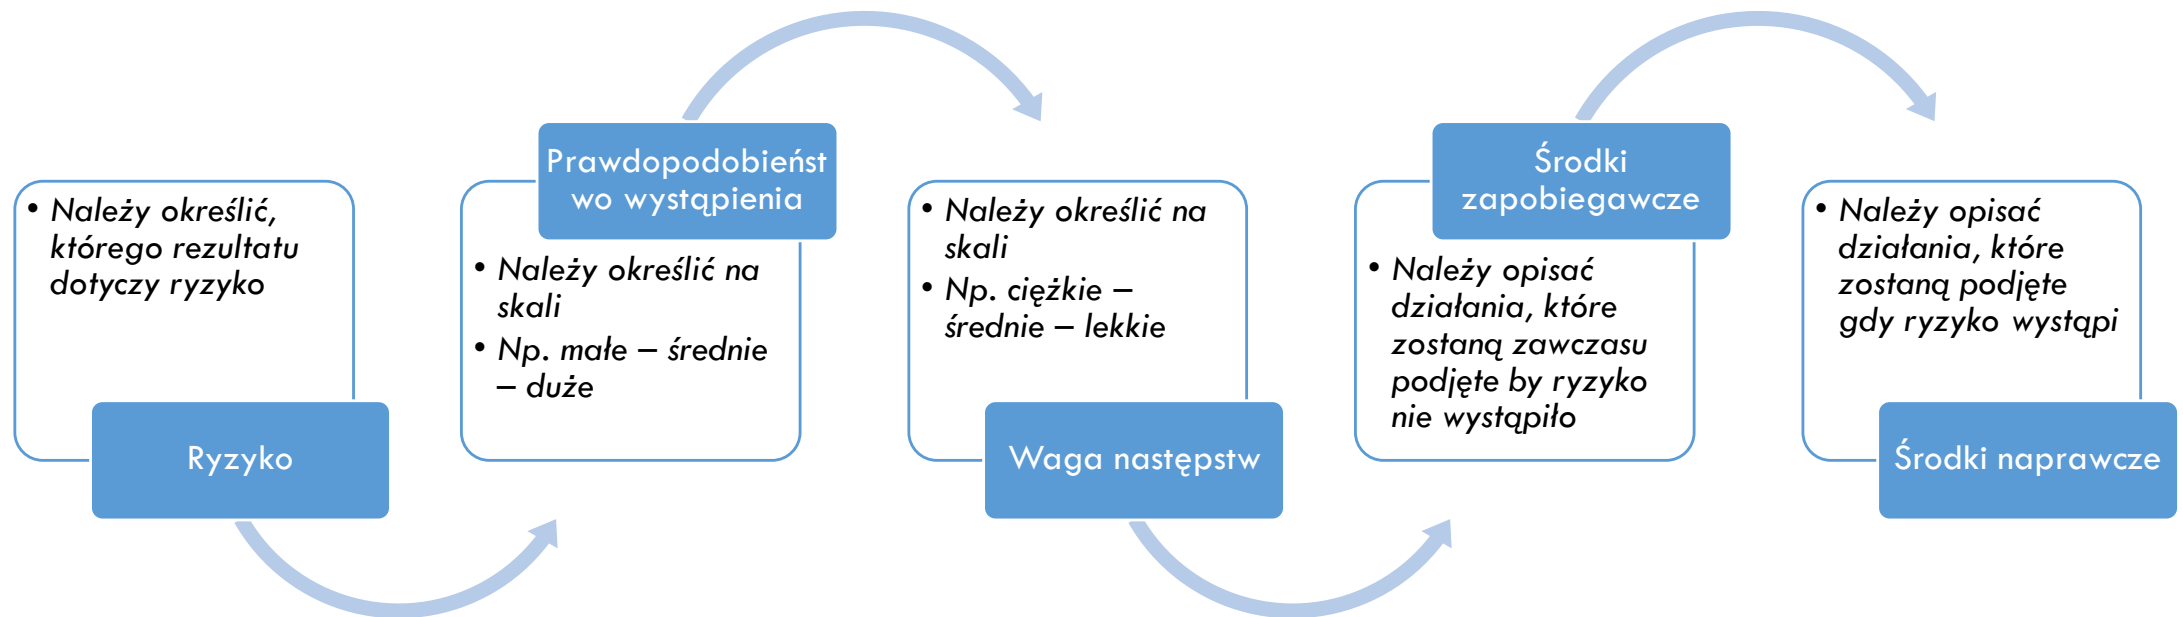 • Należy określić,
którego rezultatu
dotyczy ryzyko
Ryzyko
Prawdopodobieńst
wo wystąpienia
• Należy określić na
skali
• Np. małe – średnie
– duże
• Należy określić na
skali
• Np. ciężkie –
średnie – lekkie
Waga następstw
Środki
zapobiegawcze
• Należy opisać
działania, które
zostaną zawczasu
podjęte by ryzyko
nie wystąpiło
• Należy opisać
działania, które
zostaną podjęte
gdy ryzyko wystąpi
Środki naprawcze